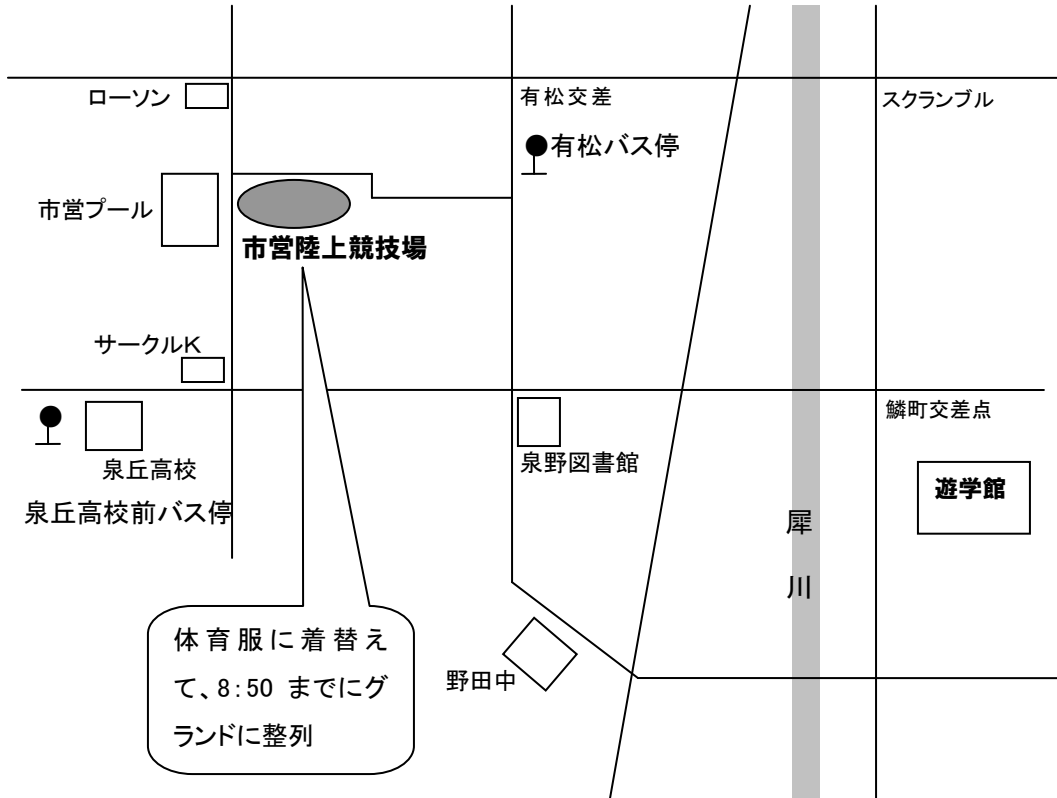 ローソン
有松交差
スクランブル
有松バス停
市営プール
市営陸上競技場
サークルK
鱗町交差点
泉丘高校
泉野図書館
遊学館
泉丘高校前バス停
犀川
体育服に着替え
て、8:50 までにグ
ランドに整列
野田中